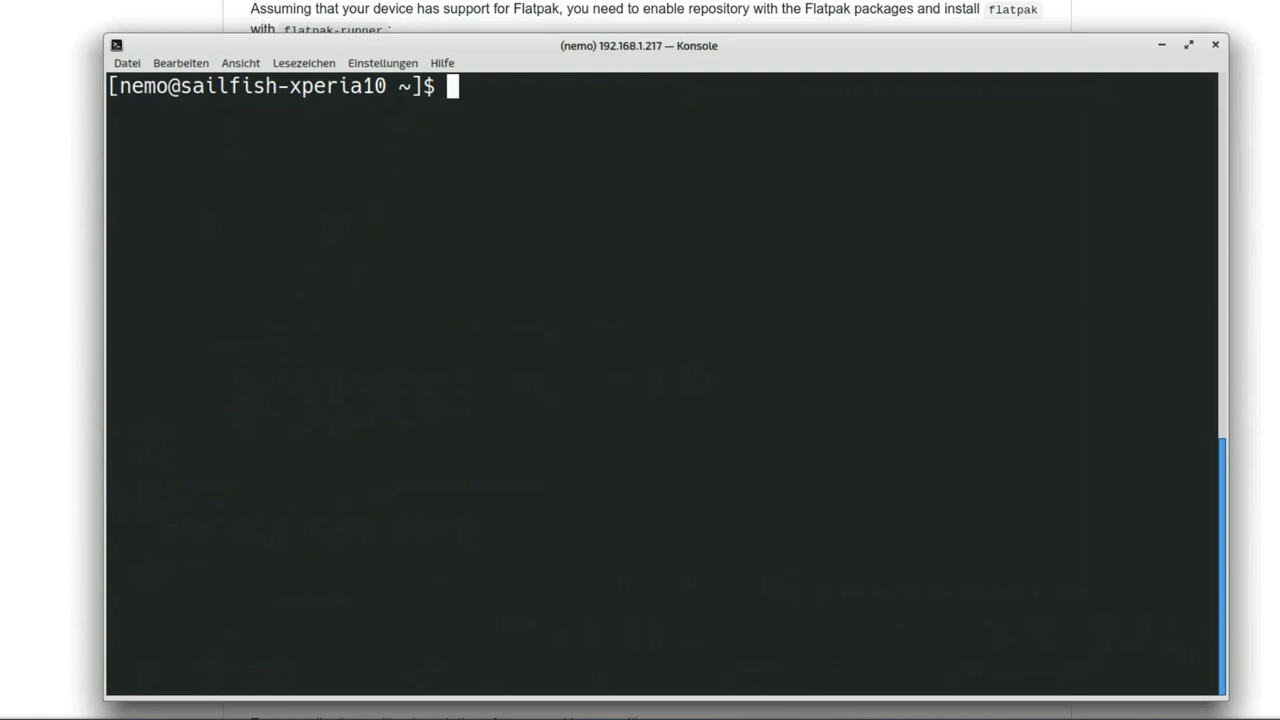 Assuming that your device has support for Flatpak, you need to enable repository with the Flatpak packages and install flatpak
with flatpak-runner :
(nemo) 192.168.1.217 — Konsole
Datei Bearbeiten Ansicht Lesezeichen Einstellungen Hilfe
[nemo@sailfish-xperia10 ~]$